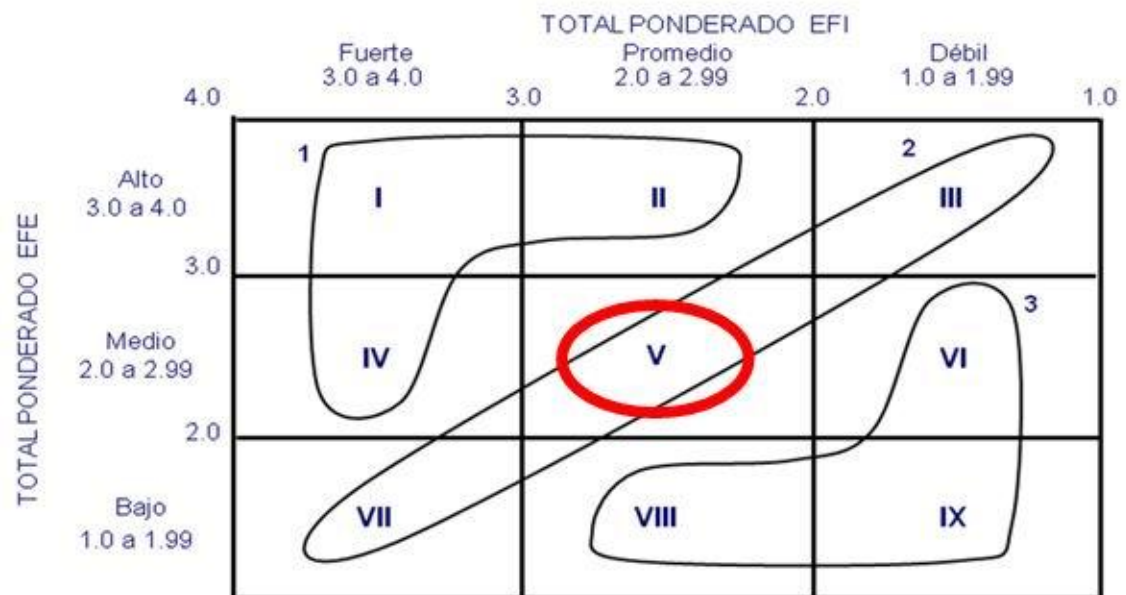 TOTAL PONDERADO EFI
Fuerte
3.0 a 4.0
Promedio
2.0 a 2.99
Débil
1.0 a 1.99
4.0
3.0
2.0
1.0
TOTAL PONDERADO EFE
Alto
3.0 a 4.0
1
2
I
II
III
3.0
Medio
2.0 a 2.99
3
IV
V
VI
2.0
Bajo
1.0 a 1.99
VII
VIII
IX